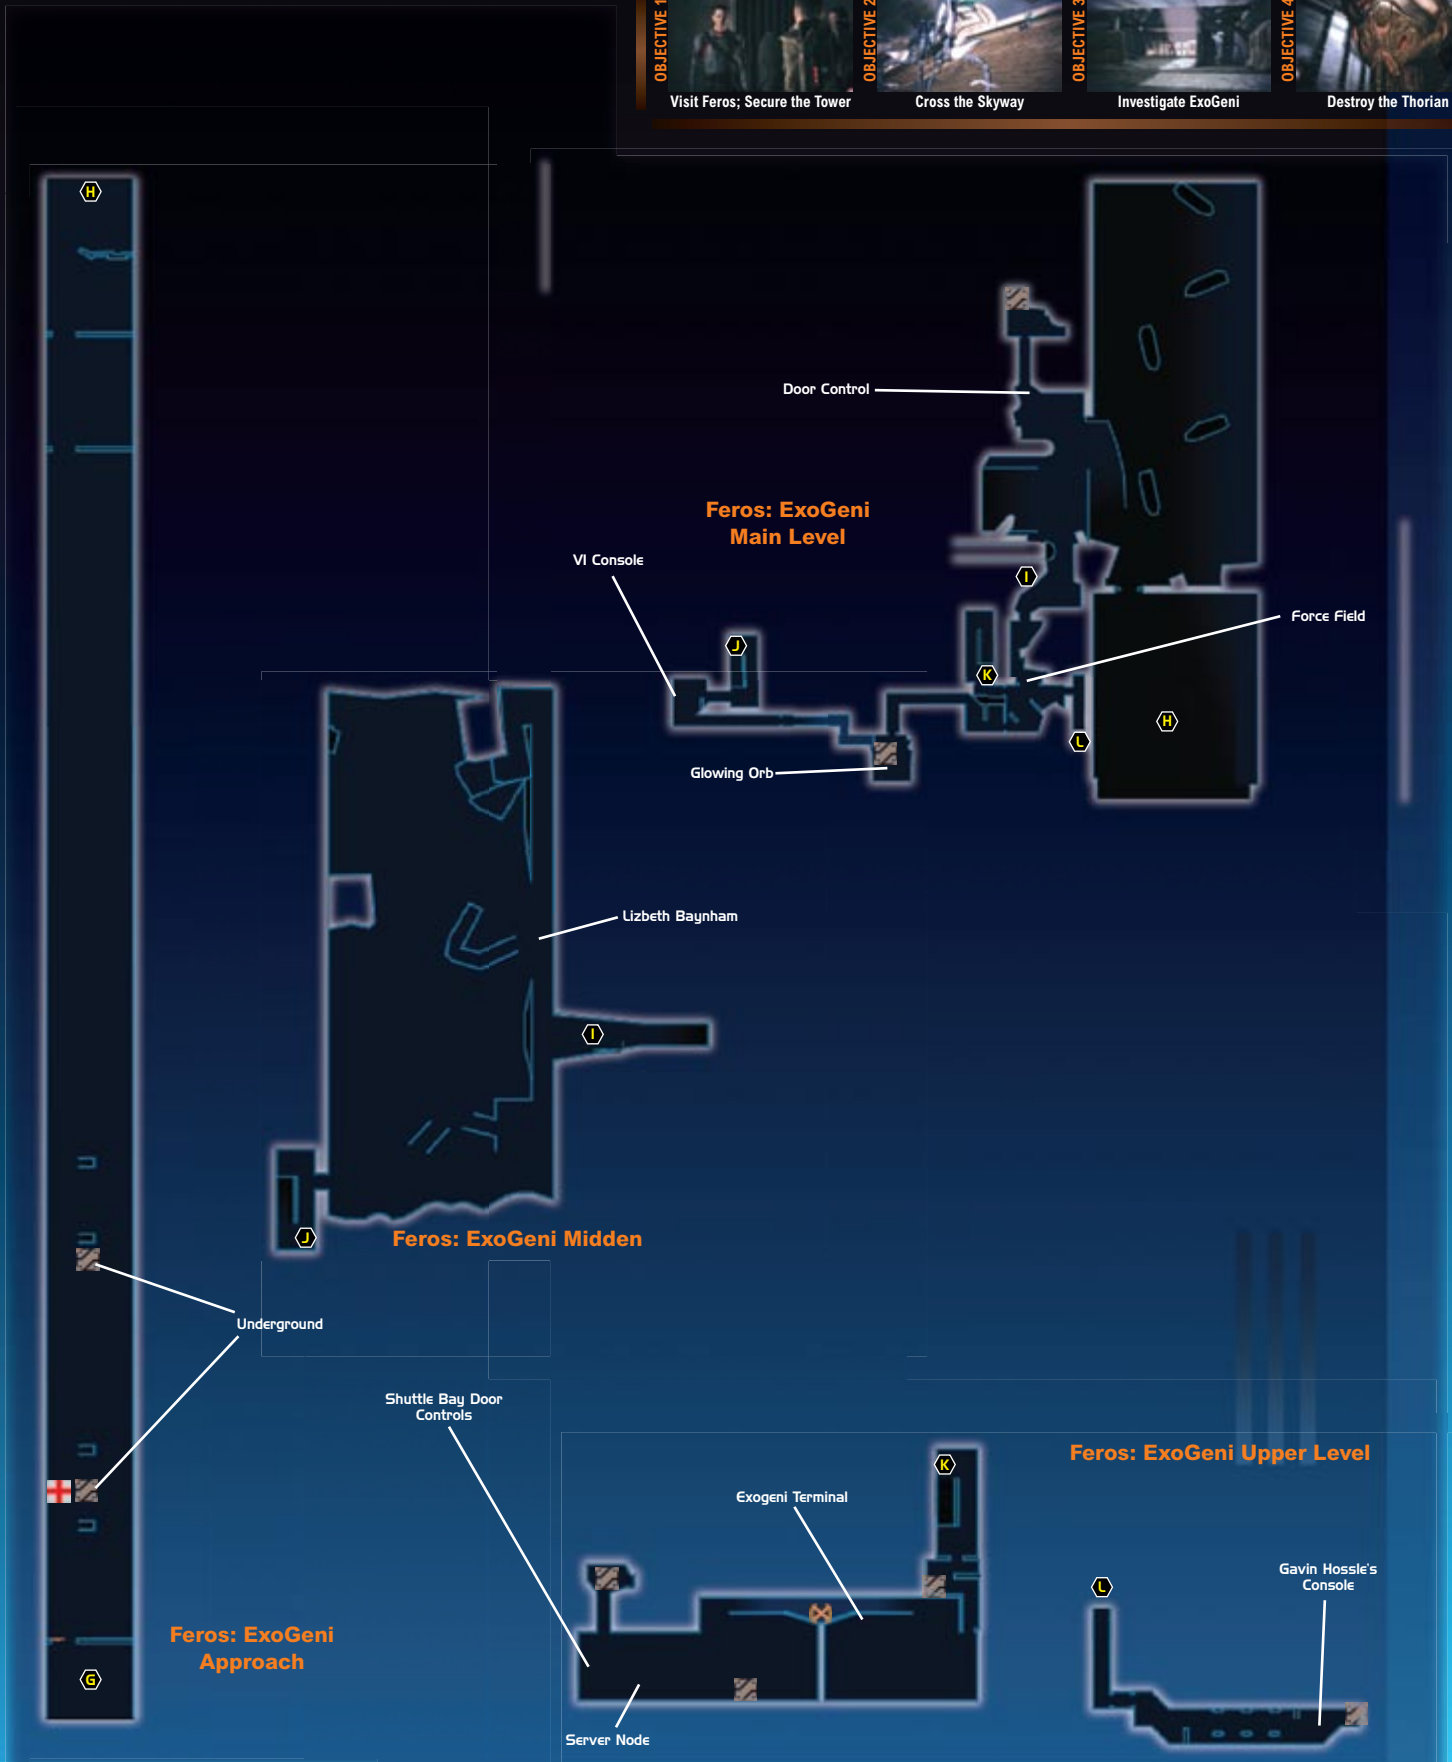 OBJECTIVE 1
OBJECTIVE 2
OBJECTIVE 3
OBJECTIVE 4
Visit Feros; Secure the Tower
Cross the Skyway
Investigate ExoGeni
Destroy the Thorian
H
Door Control
Feros: ExoGeni
Main Level
VI Console
I
Force Field
J
K
H
L
Glowing Orb
Lizbeth Baynham
I
J
Feros: ExoGeni Midden
Underground
Shuttle Bay Door
Controls
Feros: ExoGeni Upper Level
K
Exogeni Terminal
Gavin Hossle's
Console
L
Feros: ExoGeni
Approach
G
Server Node